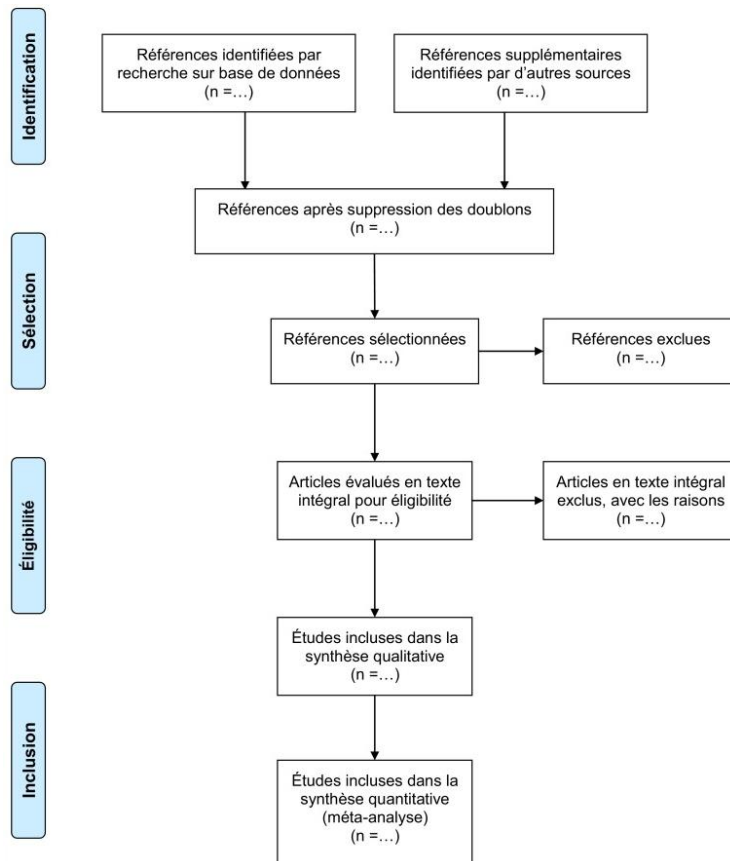 Identification
Références identifiées par
recherche sur base de données
(n =…)
Références supplémentaires
identifiées par d'autres sources
(n =…)
Références après suppression des doublons
(n =…)
Sélection
Références sélectionnées
(n =…)
Références exclues
(n =…)
Éligibilité
Articles évalués en texte
intégral pour éligibilité
(n =…)
Articles en texte intégral
exclus, avec les raisons
(n =…)
Études incluses dans la
synthèse qualitative
(n =…)
Inclusion
Études incluses dans la
synthèse quantitative
(méta-analyse)
(n =…)